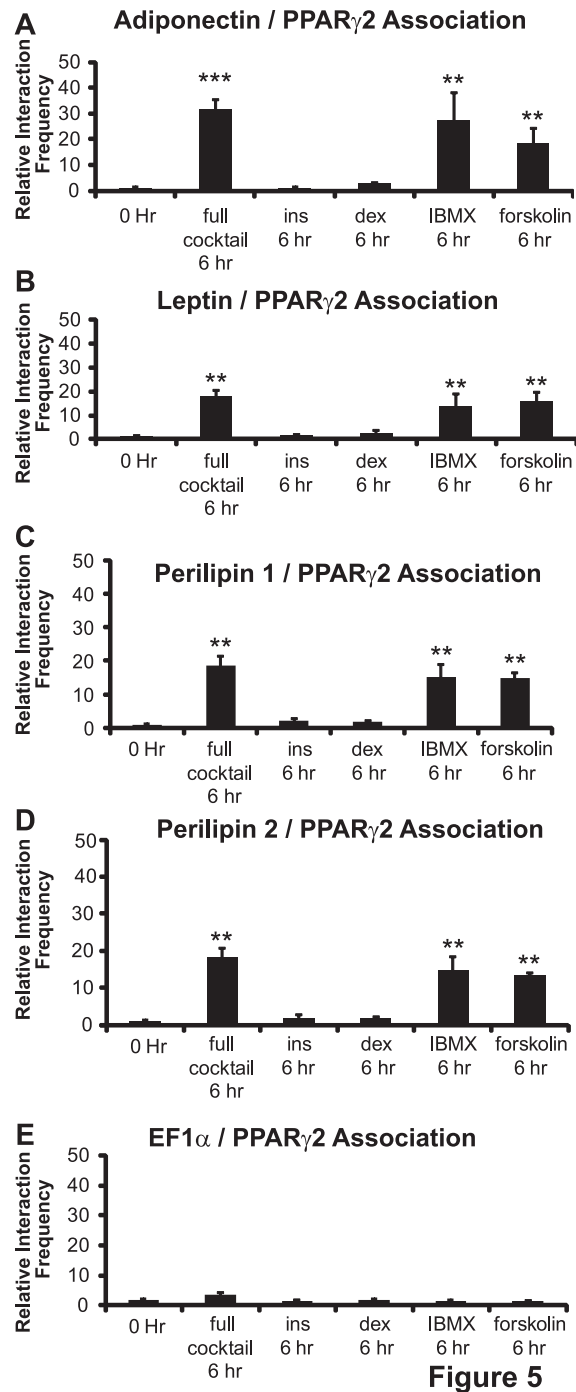 A
Adiponectin / PPARγ2 Association
Relative Interaction
Frequency
50
40
30
20
10
0
***
**
**
0 Hr
full
cocktail
6 hr
ins
6 hr
dex
6 hr
IBMX
6 hr
forskolin
6 hr
B
Leptin / PPARγ2 Association
Relative Interaction
Frequency
50
40
30
20
10
0
**
**
**
0 Hr
full
cocktail
6 hr
ins
6 hr
dex
6 hr
IBMX
6 hr
forskolin
6 hr
C
Perilipin 1 / PPARγ2 Association
Relative Interaction
Frequency
50
40
30
20
10
0
**
**
**
0 Hr
full
cocktail
6 hr
ins
6 hr
dex
6 hr
IBMX
6 hr
forskolin
6 hr
D
Perilipin 2 / PPARγ2 Association
Relative Interaction
Frequency
50
40
30
20
10
0
**
**
**
0 Hr
full
cocktail
6 hr
ins
6 hr
dex
6 hr
IBMX
6 hr
forskolin
6 hr
E
EF1α / PPARγ2 Association
Relative Interaction
Frequency
50
40
30
20
10
0
0 Hr
full
cocktail
6 hr
ins
6 hr
dex
6 hr
IBMX
6 hr
forskolin
6 hr
Figure 5